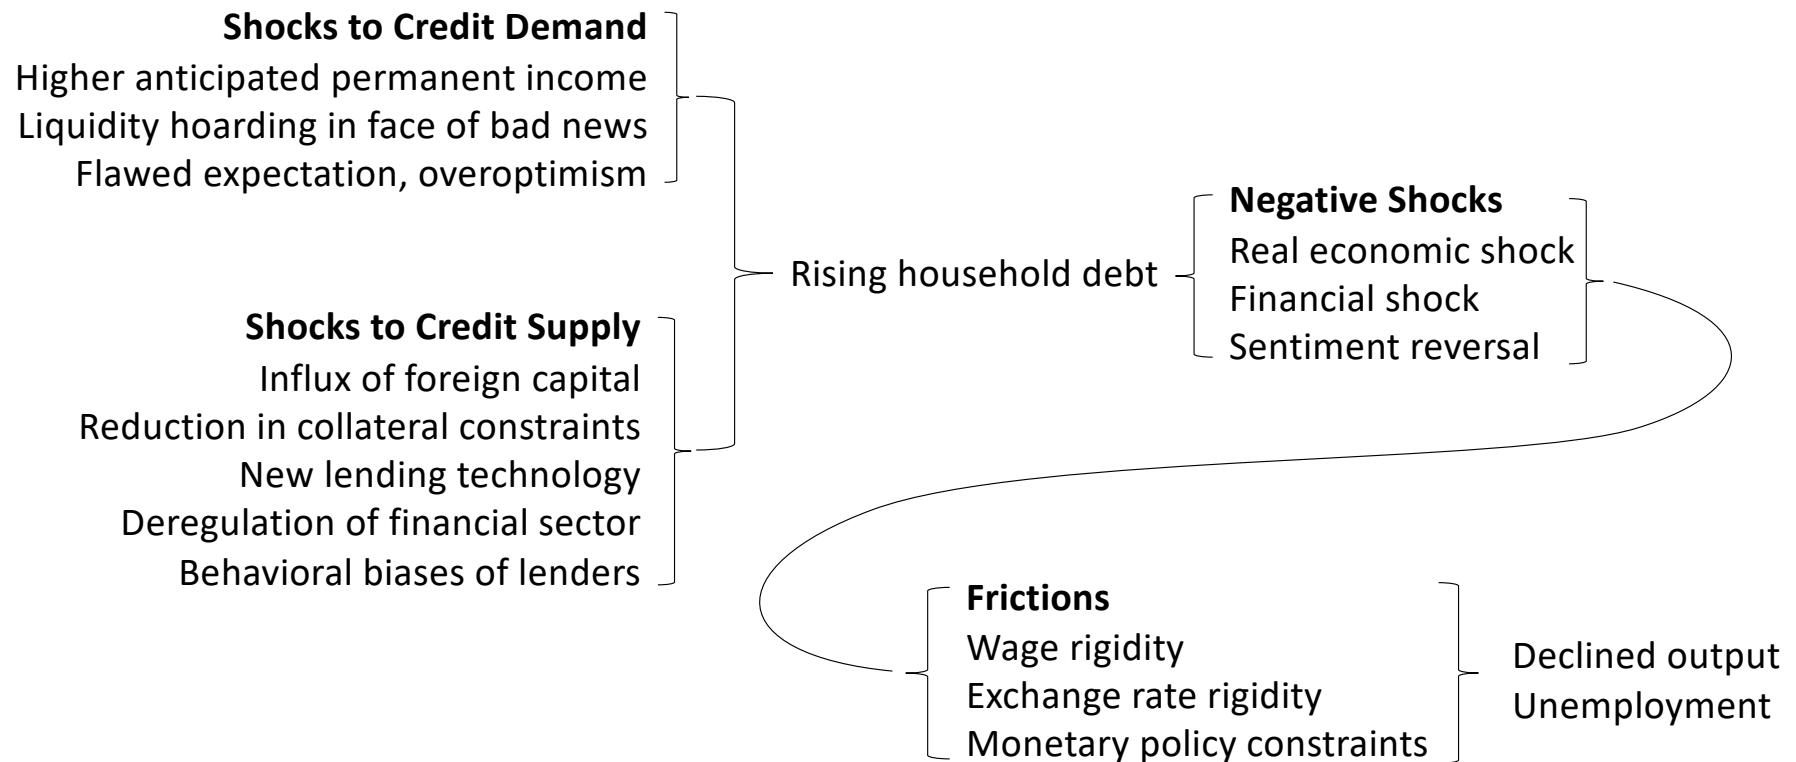 Shocks to Credit Demand
Higher anticipated permanent income
Liquidity hoarding in face of bad news
Flawed expectation, overoptimism
Shocks to Credit Supply
Influx of foreign capital
Reduction in collateral constraints
New lending technology
Deregulation of financial sector
Behavioral biases of lenders
Rising household debt
Negative Shocks
Real economic shock
Financial shock
Sentiment reversal
Frictions
Wage rigidity
Exchange rate rigidity
Monetary policy constraints
Declined output
Unemployment